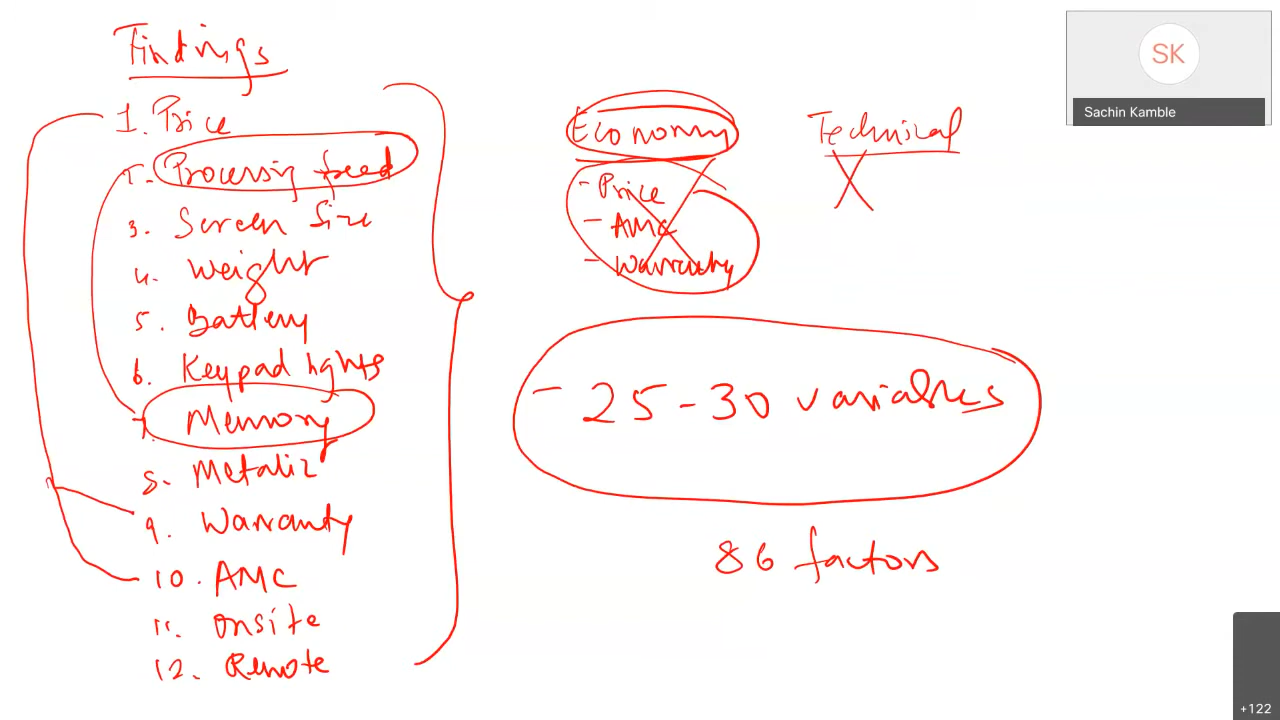 Findings
1. Price
2. Processing speed
3. Screen Size
4. Weight
5. Battery
6. Keypad lights
7. Memory
8.
9. Warranty
10. AMC
11. Onsite
12. Remote
Economy
- Price
- AMC
- Warranty
Technical
- 25-30 variables
86 factors
SK
Sachin Kamble
+122